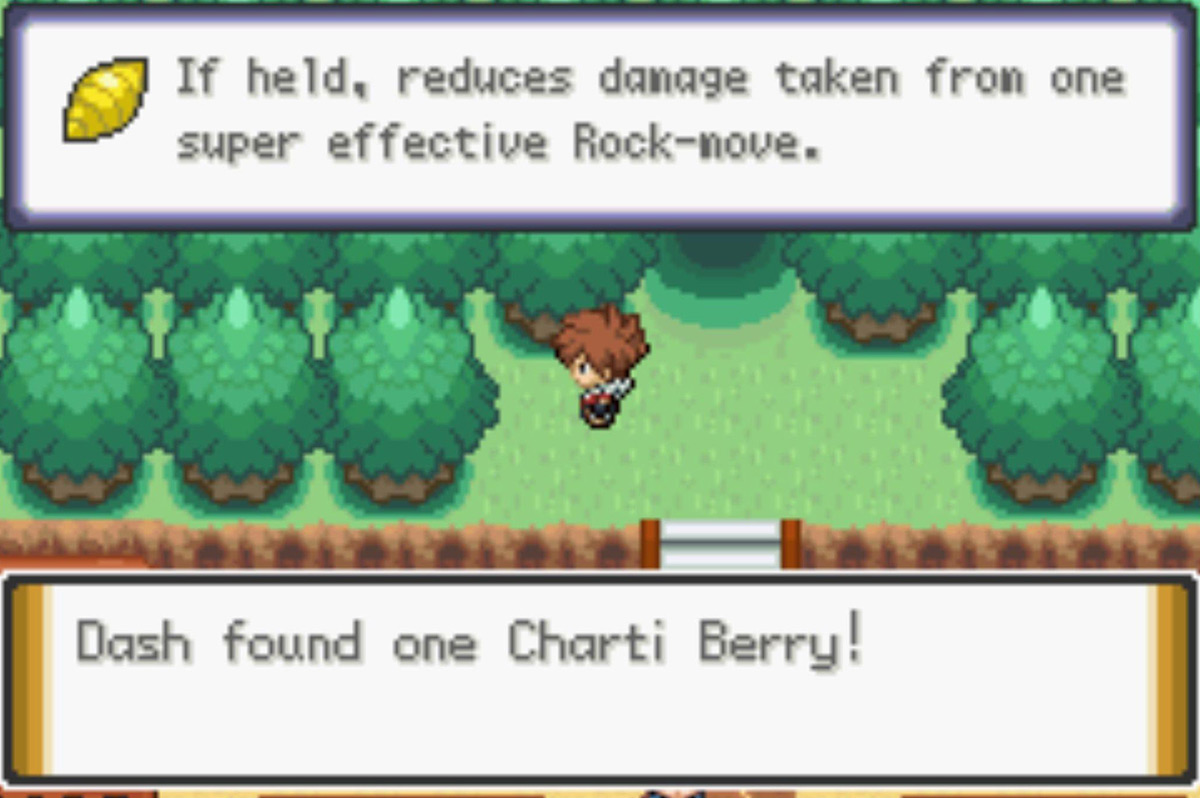 If held, reduces damage taken from one
super effective Rock-move.
Dash found one Charti Berry!